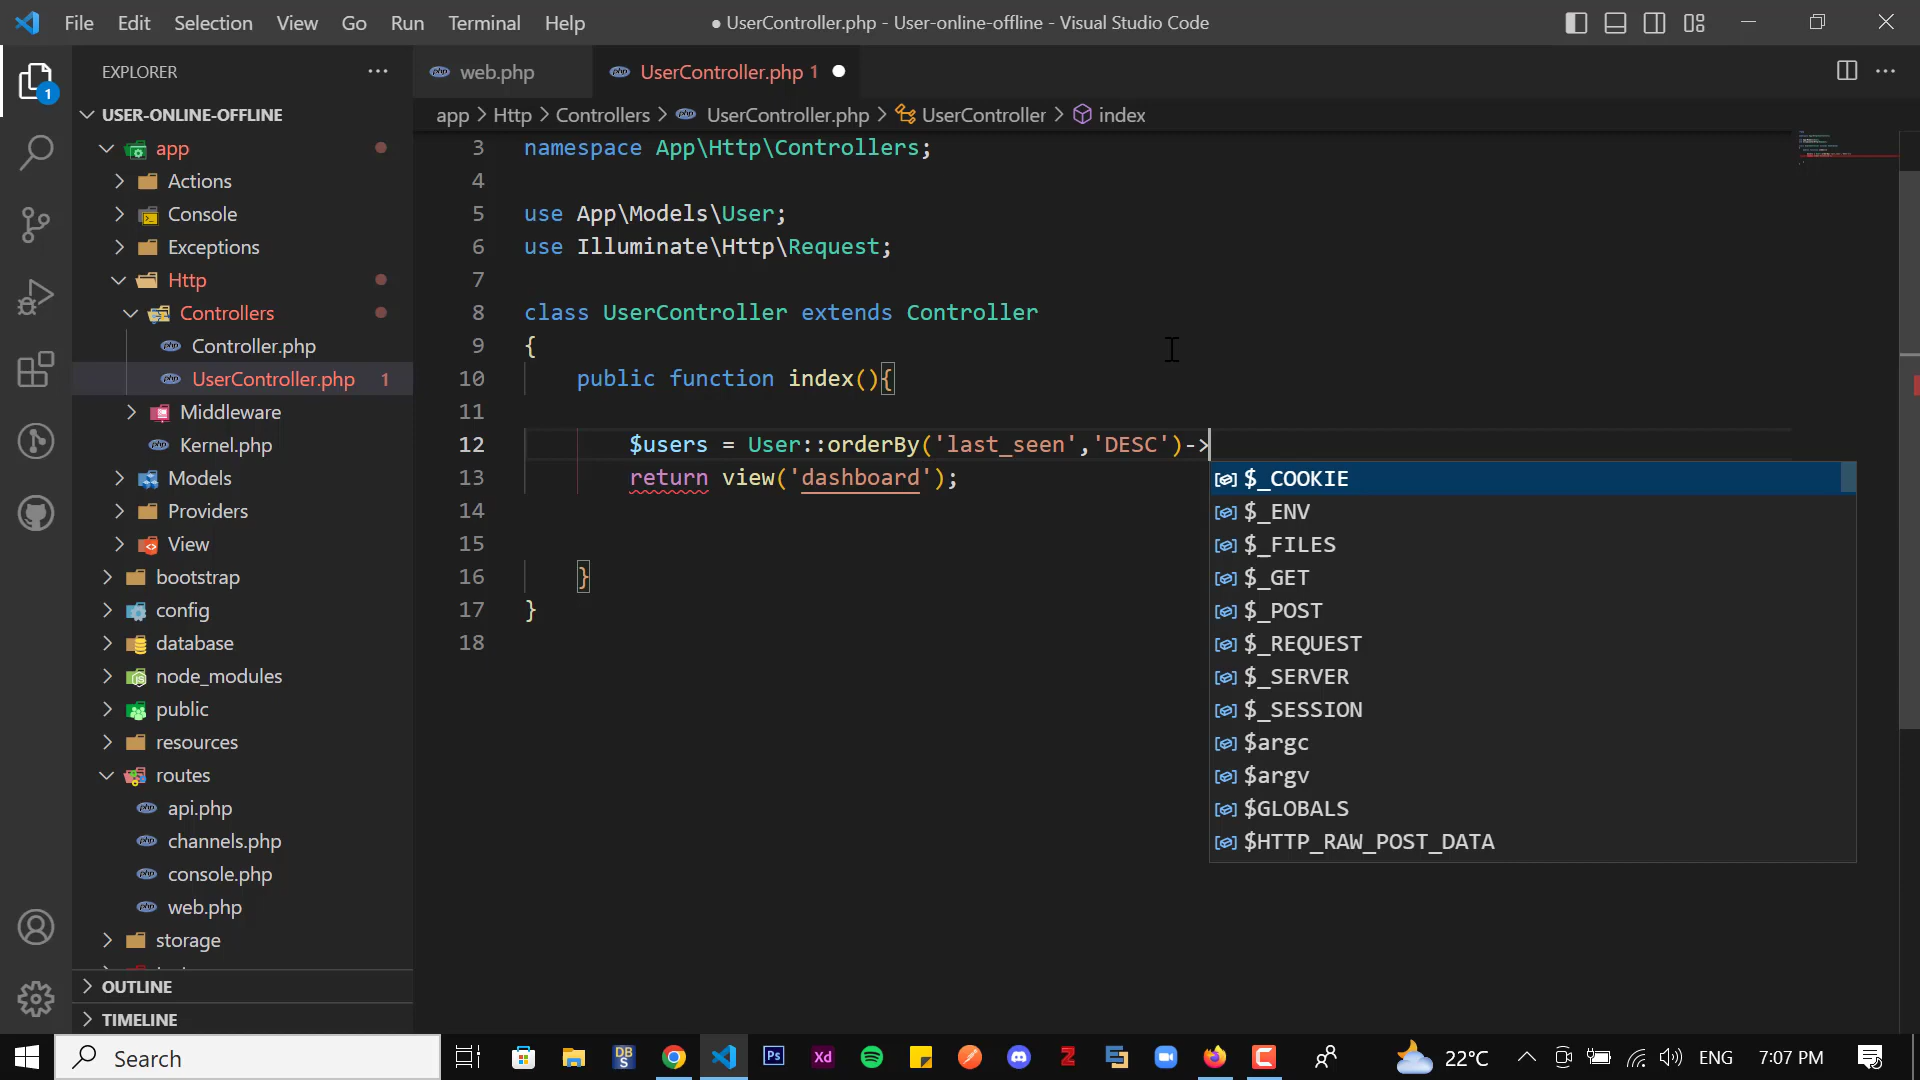 File Edit Selection View Go Run Terminal Help
● UserController.php - User-online-offline - Visual Studio Code
EXPLORER
web.php
UserController.php 1
app > Http > Controllers > UserController.php > UserController > index
1
USER-ONLINE-OFFLINE
app
Actions
Console
Exceptions
Http
Controllers
Controller.php
UserController.php 1
Middleware
Kernel.php
Models
Providers
View
bootstrap
config
database
node_modules
public
resources
routes
api.php
channels.php
console.php
web.php
storage
OUTLINE
TIMELINE
3 namespace App\Http\Controllers;
4
5 use App\Models\User;
6 use Illuminate\Http\Request;
7
8 class UserController extends Controller
9 {
10 public function index(){
11
12 $users = User::orderBy('last_seen','DESC')->
13 return view('dashboard');
14
15
16 }
17 }
18
$_COOKIE
$_ENV
$_FILES
$_GET
$_POST
$_REQUEST
$_SERVER
$_SESSION
$argc
$argv
$GLOBALS
$HTTP_RAW_POST_DATA
Search
DB
S
Ps
Xd
22°C
ENG
7:07 PM